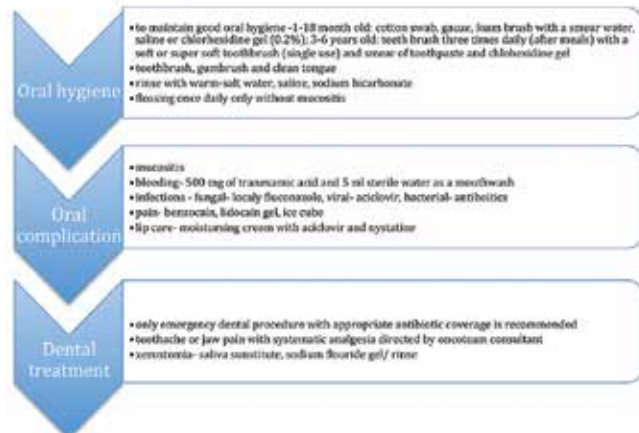 Oral hygiene
•to maintain good oral hygiene -1-18 month old: cotton swab, gauze, foam brush with a smear water,
saline or chlorhexidine gel (0.2%); 3-6 years old: teeth brush three times daily (after meals) with a
soft or super soft toothbrush (single use) and smear of toothpaste and chlohexidine gel
•toothbrush, gumbrush and clean tongue
•rinse with warm-salt water, saline, sodium bicarbonate
•flossing once daily only without mucositis
Oral
complication
•mucositis
•bleeding- 500 mg of tranxamic acid and 5 ml sterile water as a mouthwash
•infections - fungal- localy fluconazole, viral- aciclovir, bacterial- antiboitics
•pain- benzocain, lidocain gel, ice cube
•lip care- moisturising cream with aciclovir and nystatine
Dental
treatment
•only emergency dental procedure with appropriate antibiotic coverage is recommended
•toothache or jaw pain with systematic analgesia directed by oncoteam consultant
•xerostomia- saliva substitute, sodium flouride gel/ rinse